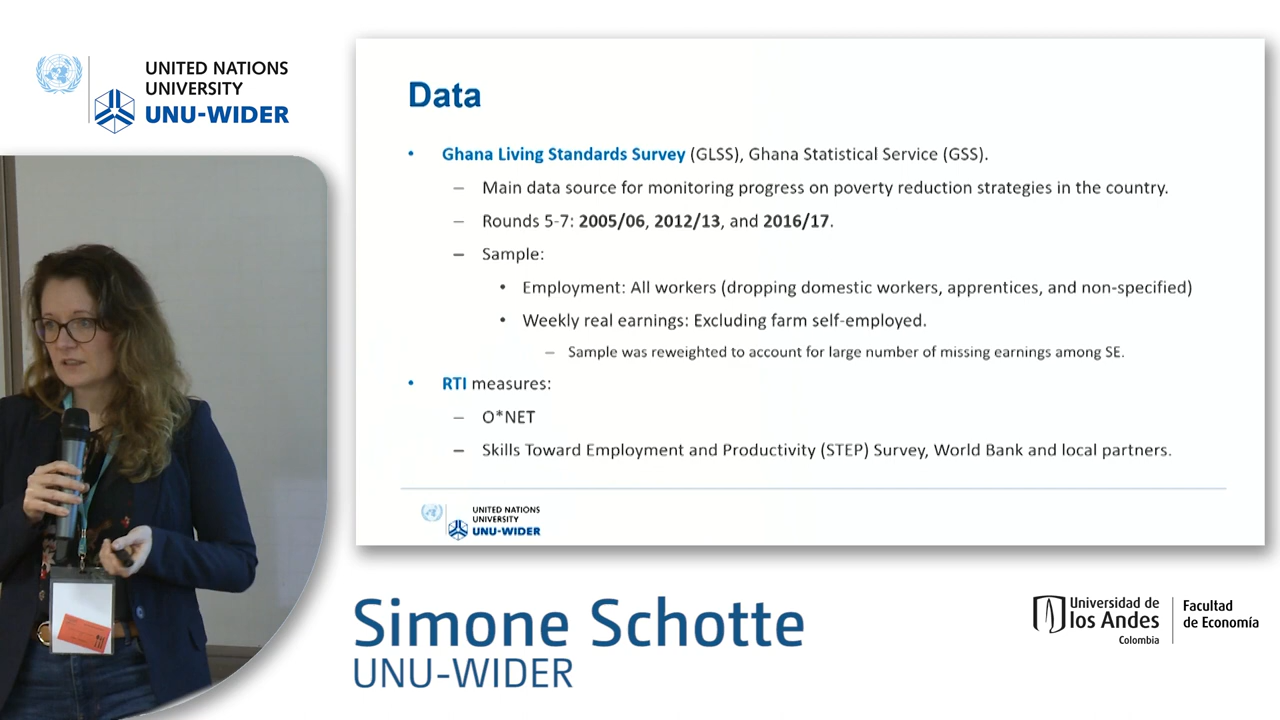 UNITED NATIONS
UNIVERSITY
UNU-WIDER
Data
• Ghana Living Standards Survey (GLSS), Ghana Statistical Service (GSS).
– Main data source for monitoring progress on poverty reduction strategies in the country.
– Rounds 5-7: 2005/06, 2012/13, and 2016/17.
– Sample:
• Employment: All workers (dropping domestic workers, apprentices, and non-specified)
• Weekly real earnings: Excluding farm self-employed.
– Sample was reweighted to account for large number of missing earnings among SE.
• RTI measures:
– O*NET
– Skills Toward Employment and Productivity (STEP) Survey, World Bank and local partners.
UNITED NATIONS
UNIVERSITY
UNU-WIDER
Simone Schotte
UNU-WIDER
Universidad de
los Andes
Colombia
Facultad
de Economía